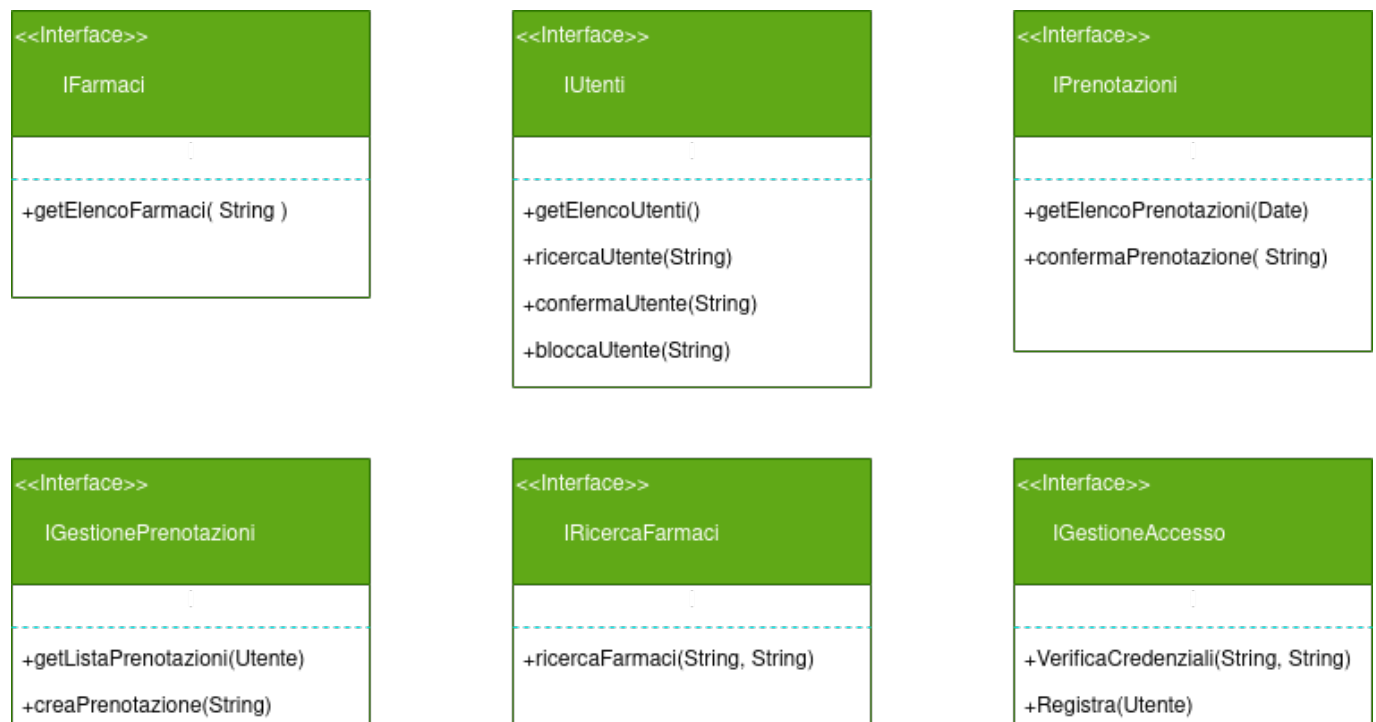 <<Interface>>
IFarmaci
+getElencoFarmaci( String )
<<Interface>>
IUtenti
+getElencoUtenti()
+ricercaUtente(String)
+confermaUtente(String)
+bloccaUtente(String)
<<Interface>>
IPrenotazioni
+getElencoPrenotazioni(Date)
+confermaPrenotazione( String)
<<Interface>>
IGestionePrenotazioni
+getListaPrenotazioni(Utente)
+creaPrenotazione(String)
<<Interface>>
IRicercaFarmaci
+ricercaFarmaci(String, String)
<<Interface>>
IGestioneAccesso
+VerificaCredenziali(String, String)
+Registra(Utente)